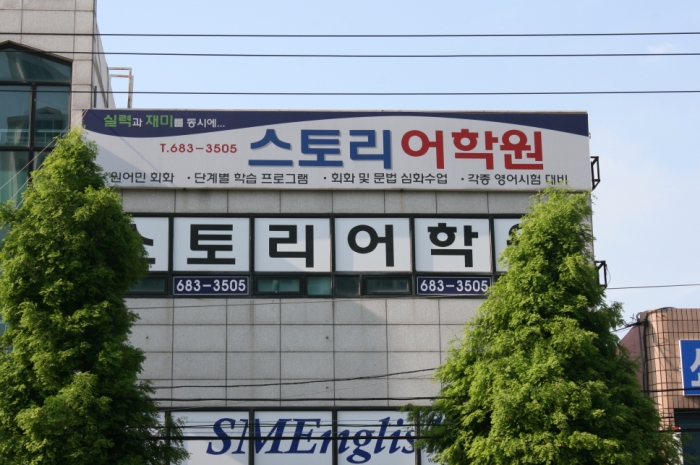 실력과 재미를 동시에...
T.683-3505 스토리어학원
원어민 회화 ·단계별 학습 프로그램 ·회화 및 문법 심화수업 ·각종 영어시험 대비
스토리어학원
683-3505 683-3505
SMEnglis